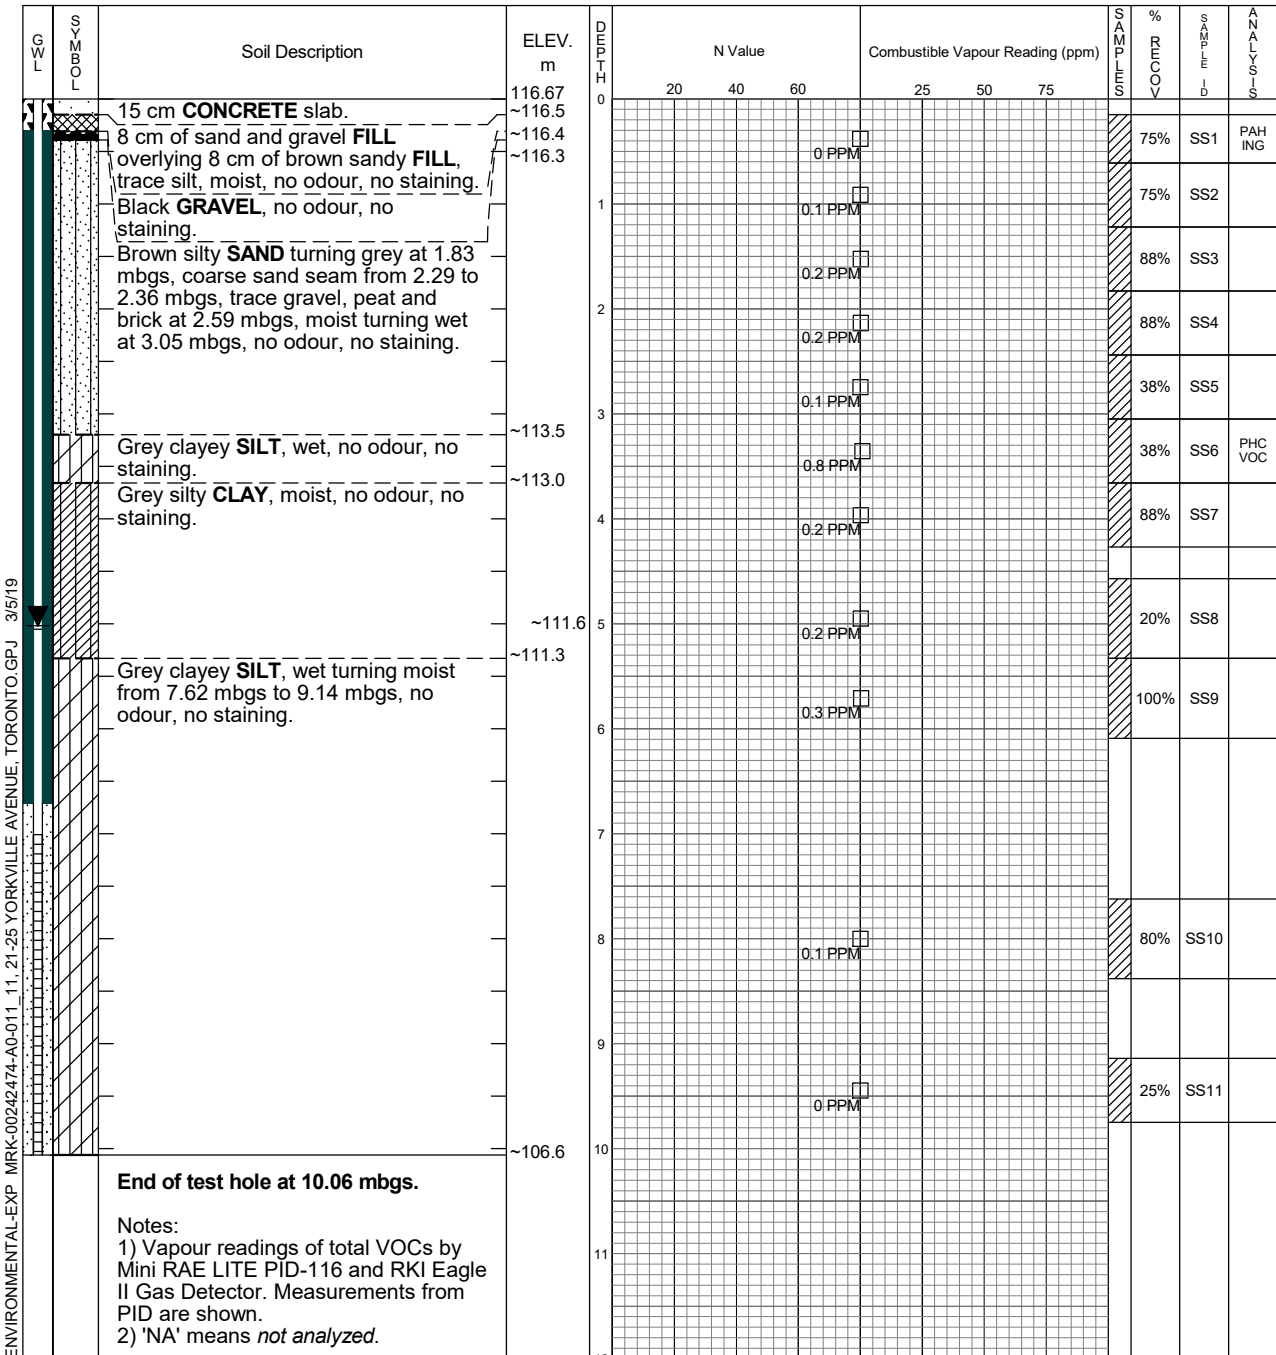 GWL
SYMBOL
Soil Description
ELEV.
m
DEPTH
N Value
Combustible Vapour Reading (ppm)
SAMPLES
% RECOV
SAMPLE ID
ANALYSIS
20 40 60 25 50 75
116.67
0
15 cm CONCRETE slab.
~116.5
8 cm of sand and gravel FILL
overlying 8 cm of brown sandy FILL,
trace silt, moist, no odour, no staining.
~116.4
~116.3
Black GRAVEL, no odour, no
staining.
Brown silty SAND turning grey at 1.83
mbgs, coarse sand seam from 2.29 to
2.36 mbgs, trace gravel, peat and
brick at 2.59 mbgs, moist turning wet
at 3.05 mbgs, no odour, no staining.
~113.5
Grey clayey SILT, wet, no odour, no
staining.
~113.0
Grey silty CLAY, moist, no odour, no
staining.
~111.6
~111.3
Grey clayey SILT, wet turning moist
from 7.62 mbgs to 9.14 mbgs, no
odour, no staining.
~106.6
End of test hole at 10.06 mbgs.
Notes:
1) Vapour readings of total VOCs by
Mini RAE LITE PID-116 and RKI Eagle
II Gas Detector. Measurements from
PID are shown.
2) 'NA' means not analyzed.
1
2
3
4
5
6
7
8
9
10
11
0 PPM
0.1 PPM
0.2 PPM
0.2 PPM
0.1 PPM
0.8 PPM
0.2 PPM
0.2 PPM
0.3 PPM
0.1 PPM
0 PPM
75% SS1 PAH
ING
75% SS2
88% SS3
88% SS4
38% SS5
38% SS6 PHC
VOC
88% SS7
20% SS8
100% SS9
80% SS10
25% SS11
ENVIRONMENTAL-EXP MRK-00242474-A0-011_11, 21-25 YORKVILLE AVENUE, TORONTO.GPJ 3/5/19